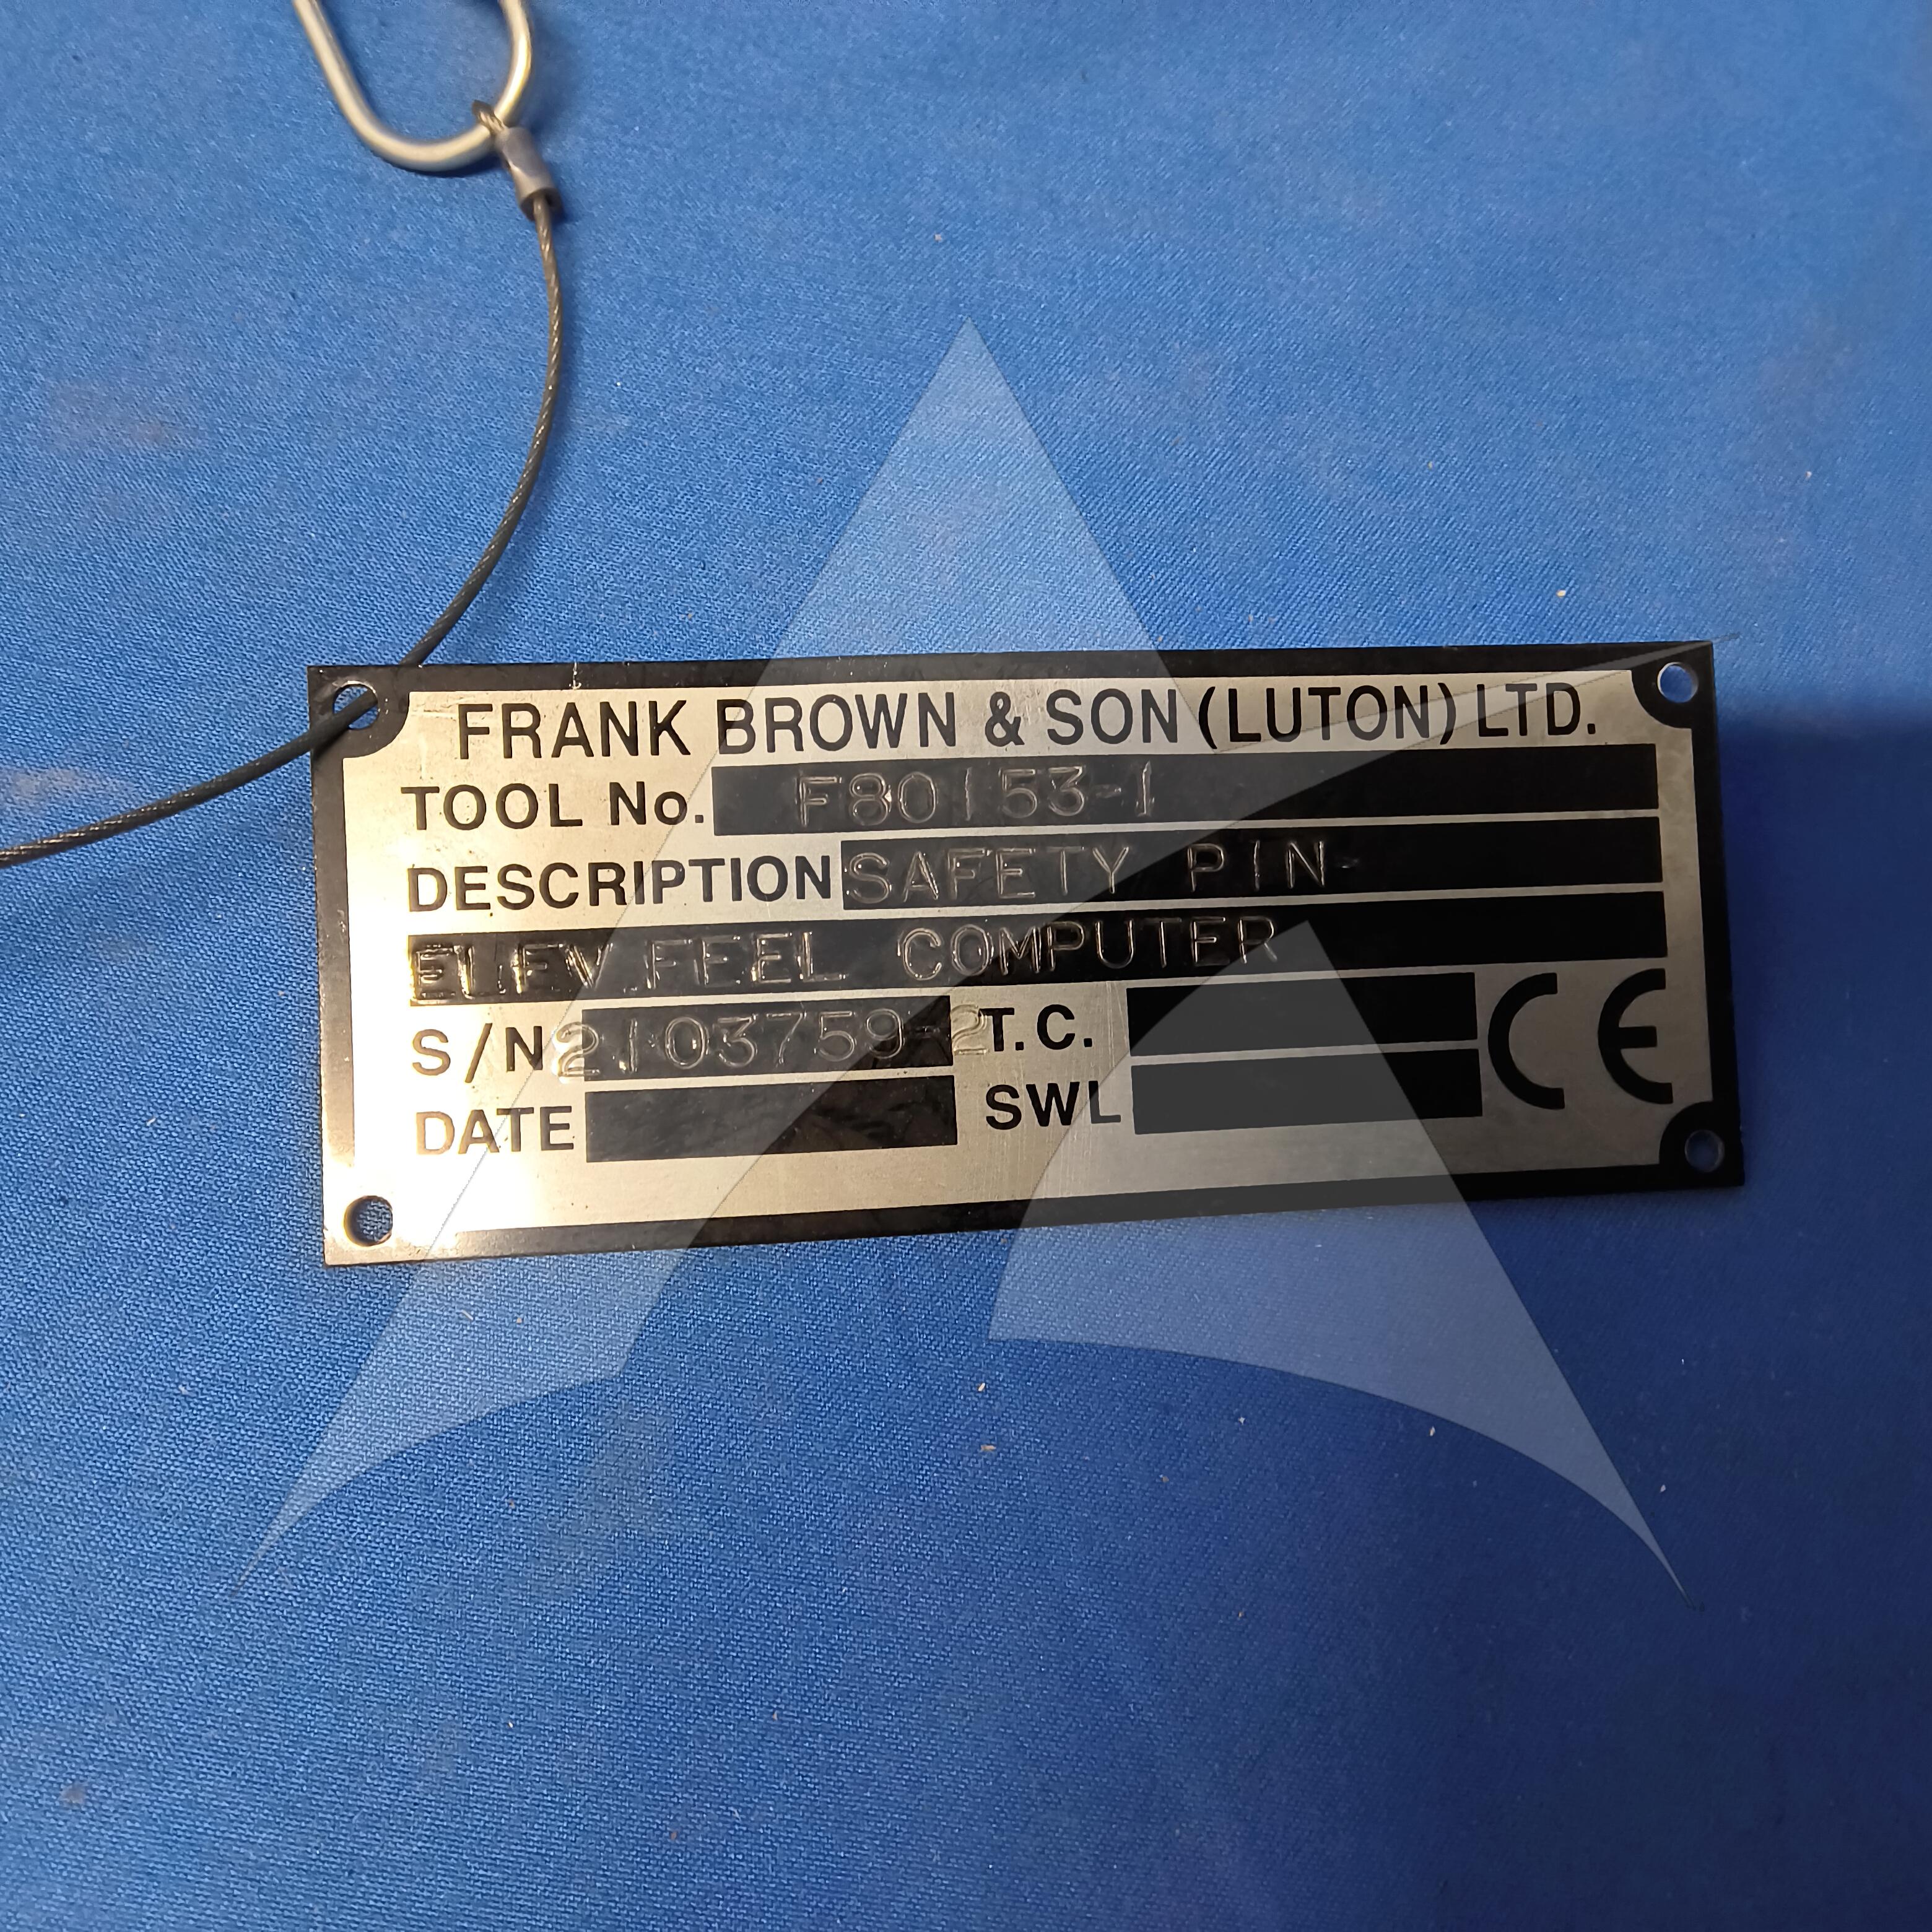 FRANK BROWN & SON (LUTON) LTD.
TOOL No. F80153-1
DESCRIPTION SAFETY PIN-
ELEV FEEL COMPUTER
S/N 2103759-2 T.C.
DATE SWL
CE